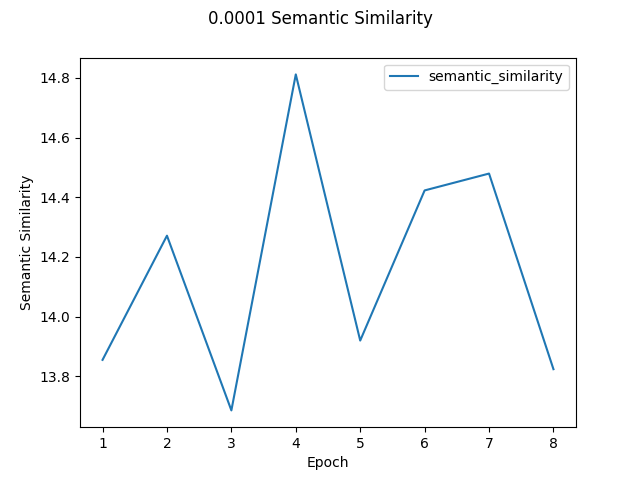 0.0001 Semantic Similarity
semantic_similarity
14.8
14.6
14.4
14.2
14.0
13.8
Semantic Similarity
1 2 3 4 5 6 7 8
Epoch